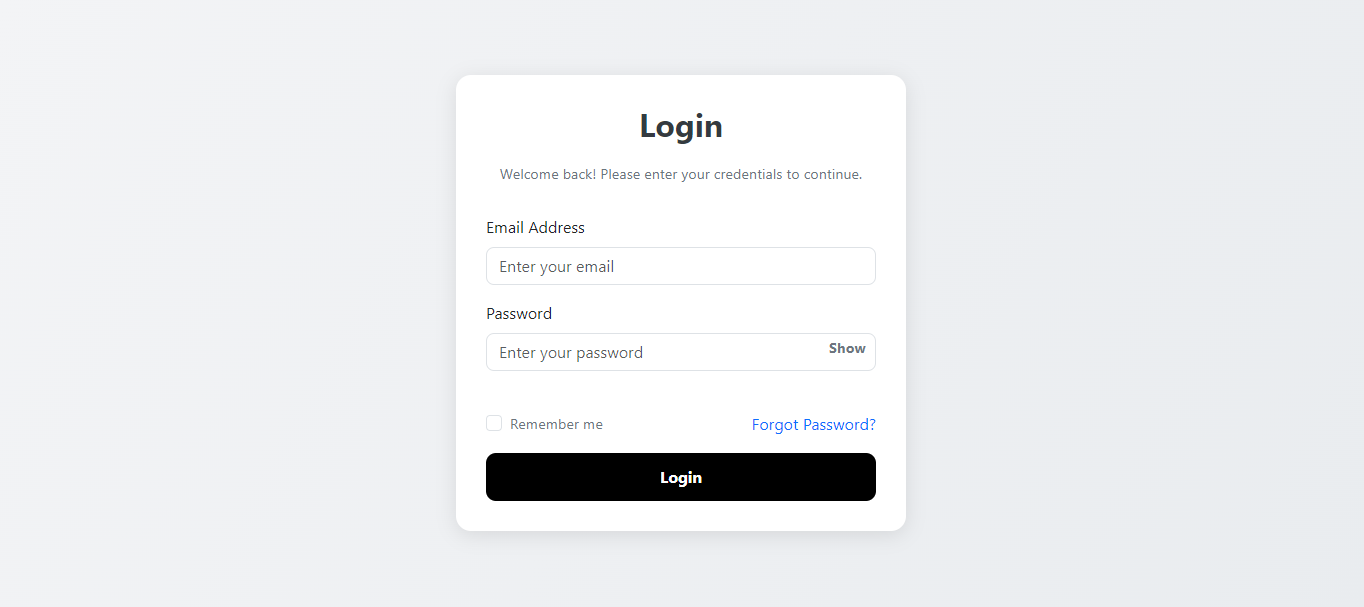 Login
Welcome back! Please enter your credentials to continue.
Email Address
Enter your email
Password
Enter your password Show
Remember me Forgot Password?
Login